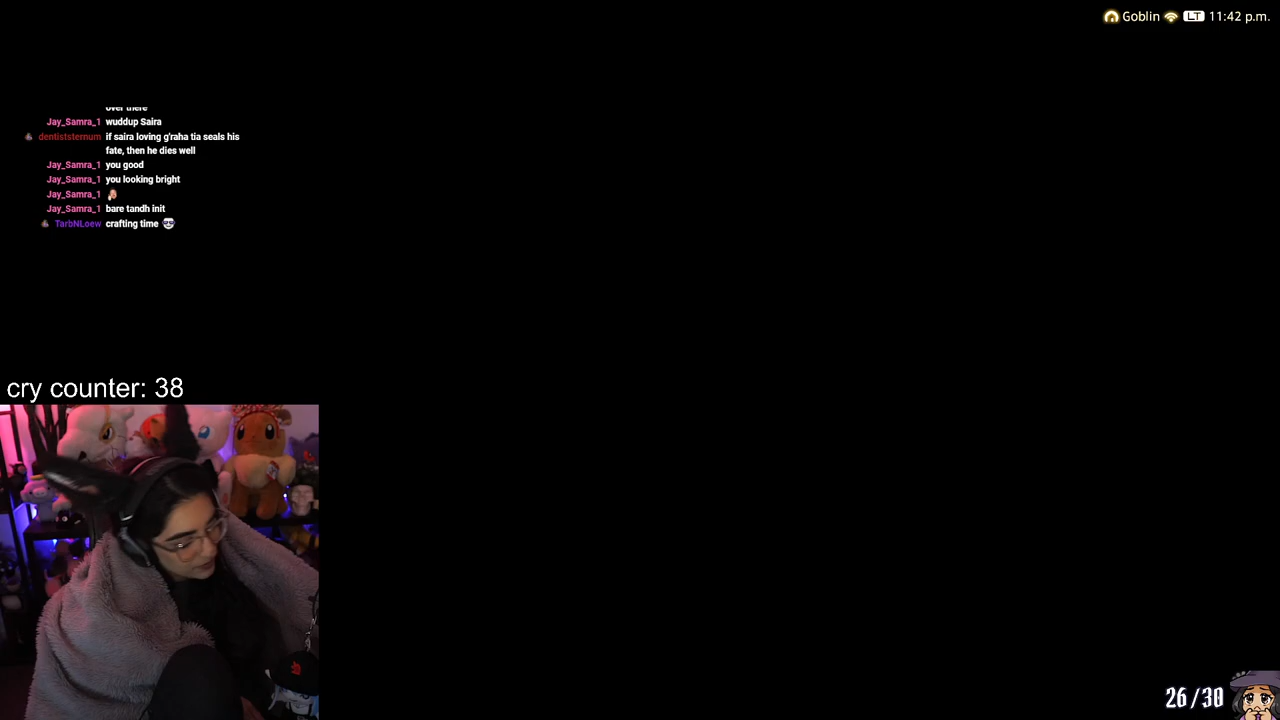 Goblin LT 11:42 p.m.
over there
Jay_Samra_1 wuddup Saira
dentiststernum if saira loving g'raha tia seals his
fate, then he dies well
Jay_Samra_1 you good
Jay_Samra_1 you looking bright
Jay_Samra_1
Jay_Samra_1 bare tandh init
TarbNLoew crafting time
cry counter: 38
26/30